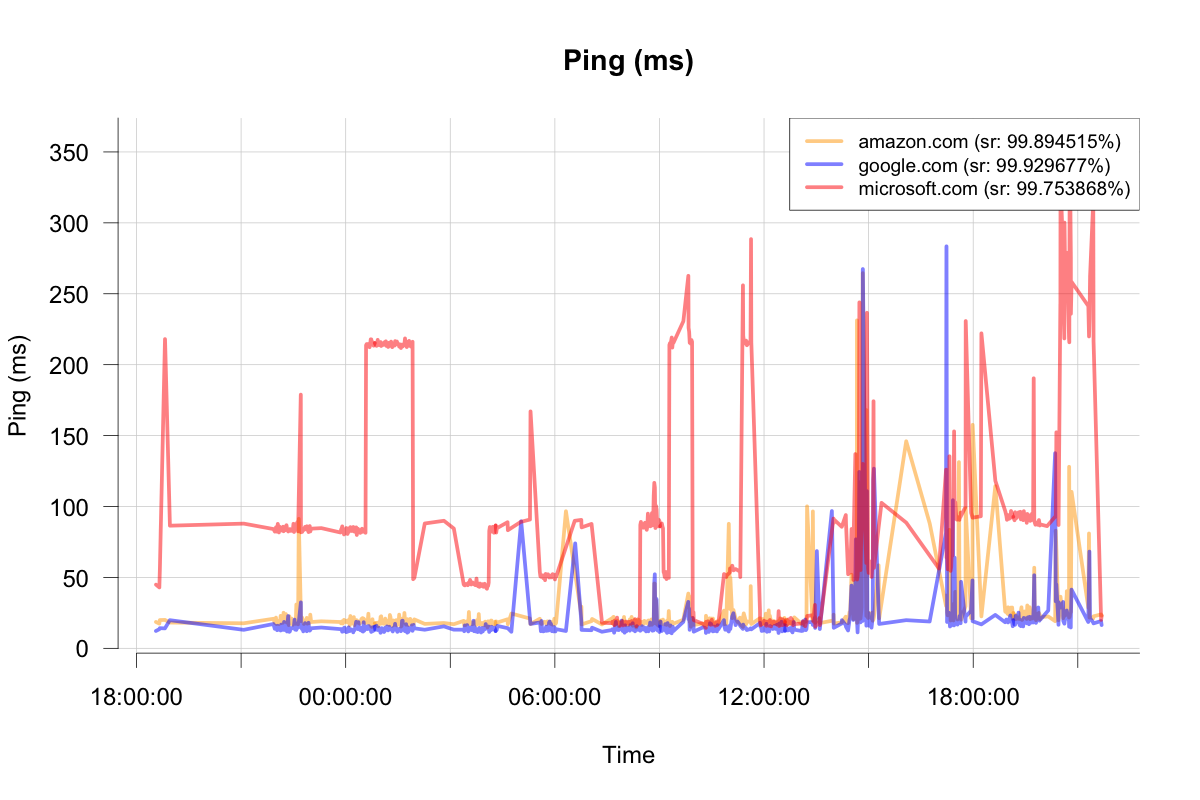 Ping (ms)
amazon.com (sr: 99.894515%)
google.com (sr: 99.929677%)
microsoft.com (sr: 99.753868%)
350
300
250
200
150
100
50
0
Ping (ms)
18:00:00 00:00:00 06:00:00 12:00:00 18:00:00
Time